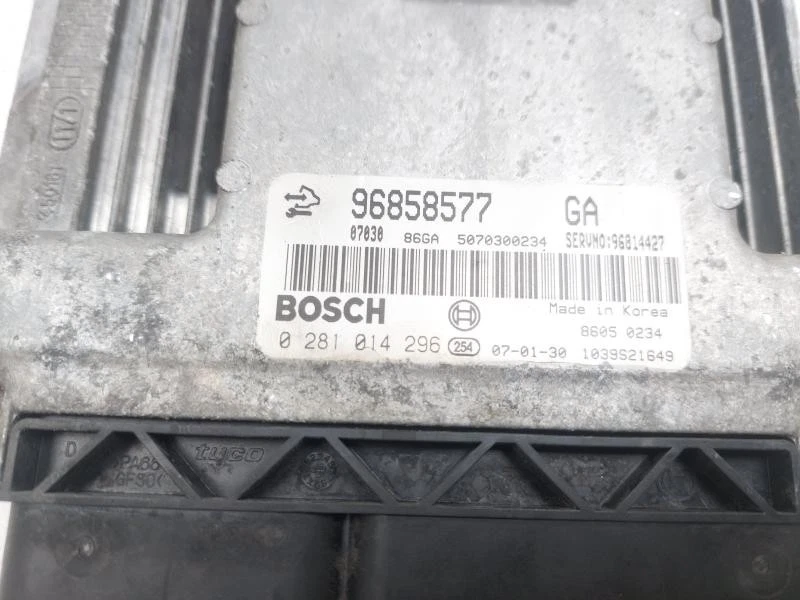 96858577 GA
07030 86GA 5070300234 SERVNO:96814427
BOSCH
Made in Korea
8605 0234
0 281 014 296 254 07-01-30 1039S21649
D
tyco